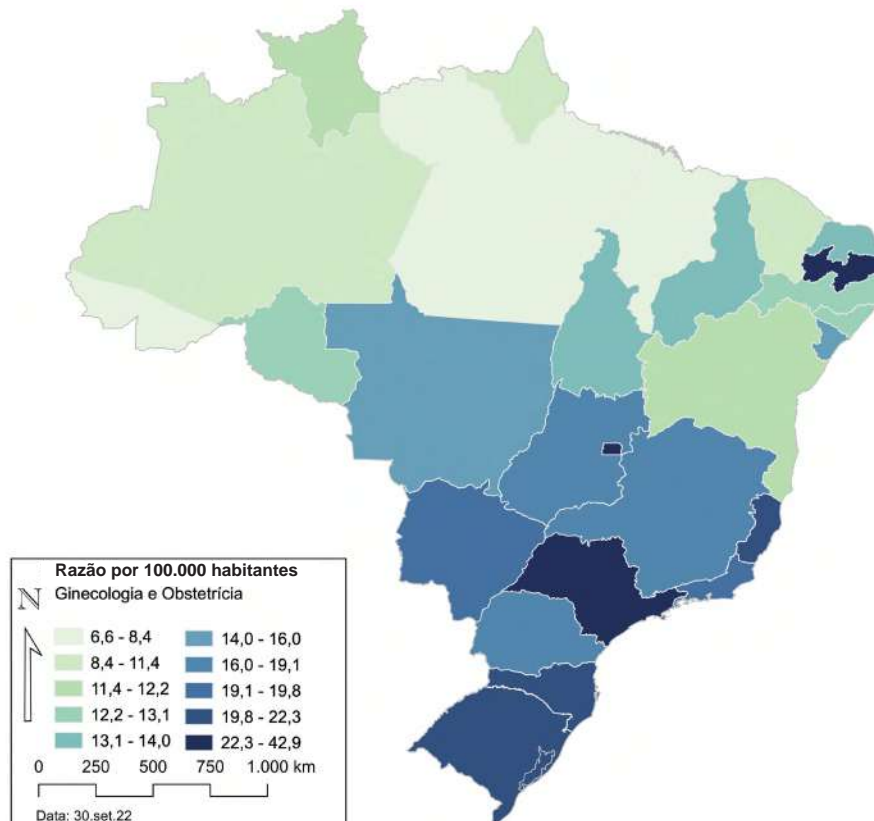 Razão por 100.000 habitantes
N Ginecologia e Obstetrícia
6,6 - 8,4
8,4 - 11,4
11,4 - 12,2
12,2 - 13,1
13,1 - 14,0
14,0 - 16,0
16,0 - 19,1
19,1 - 19,8
19,8 - 22,3
22,3 - 42,9
0 250 500 750 1.000 km
Data: 30.set.22